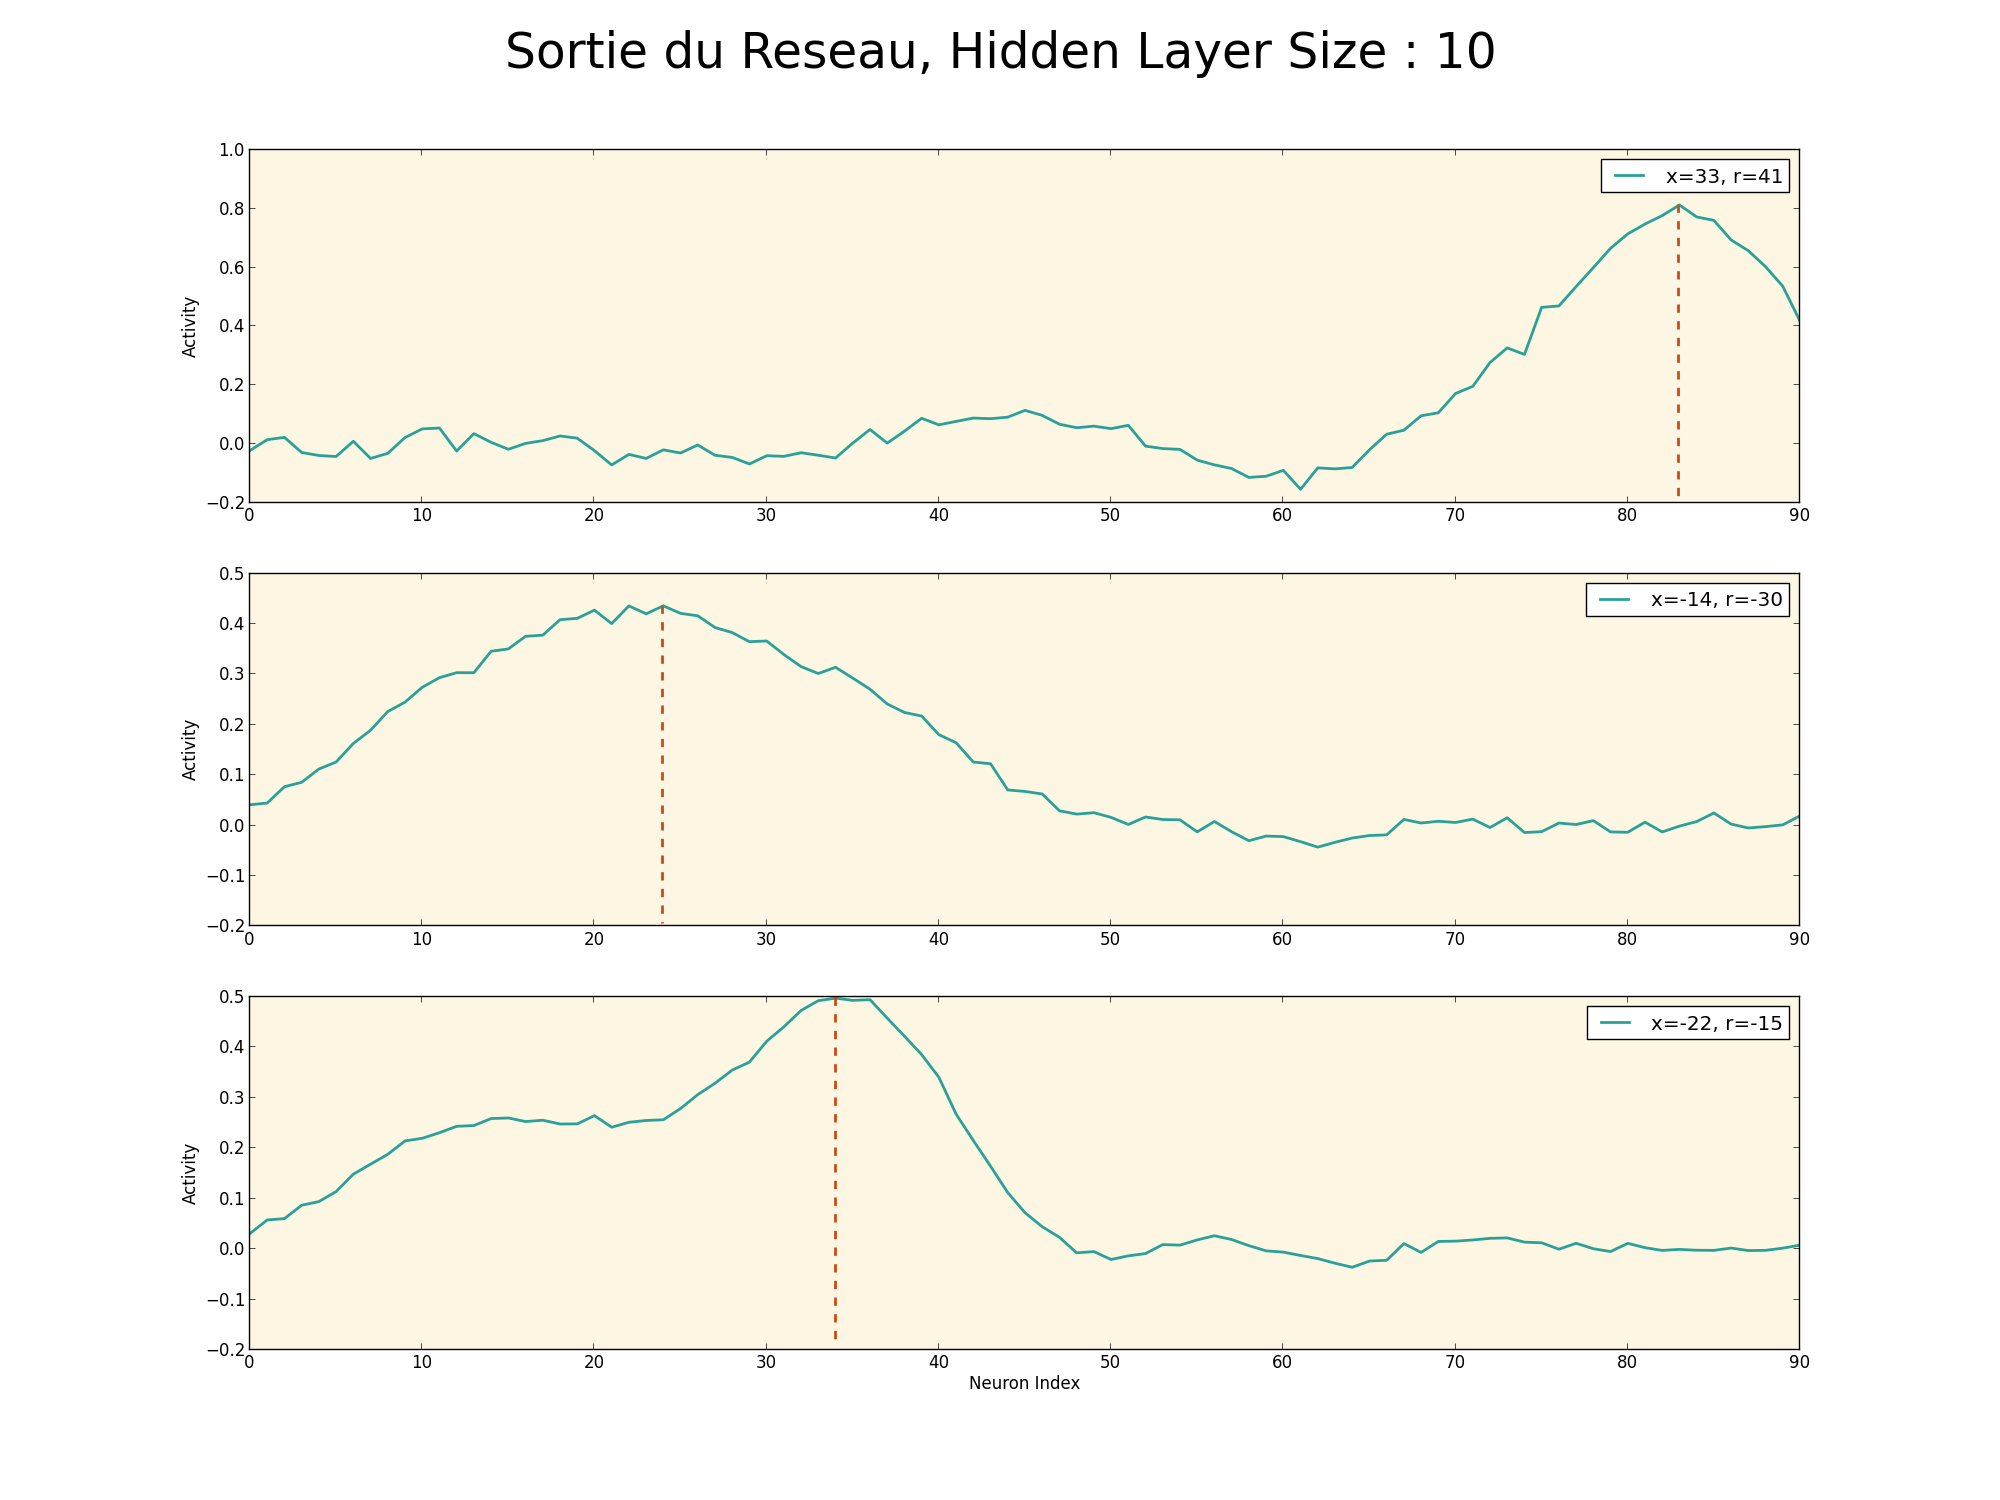 Sortie du Reseau, Hidden Layer Size : 10
1.0
0.8
0.6
0.4
0.2
0.0
−0.2
Activity
x=33, r=41
0 10 20 30 40 50 60 70 80 90
0.5
0.4
0.3
0.2
0.1
0.0
−0.1
−0.2
Activity
x=-14, r=-30
0 10 20 30 40 50 60 70 80 90
0.5
0.4
0.3
0.2
0.1
0.0
−0.1
−0.2
Activity
x=-22, r=-15
0 10 20 30 40 50 60 70 80 90
Neuron Index